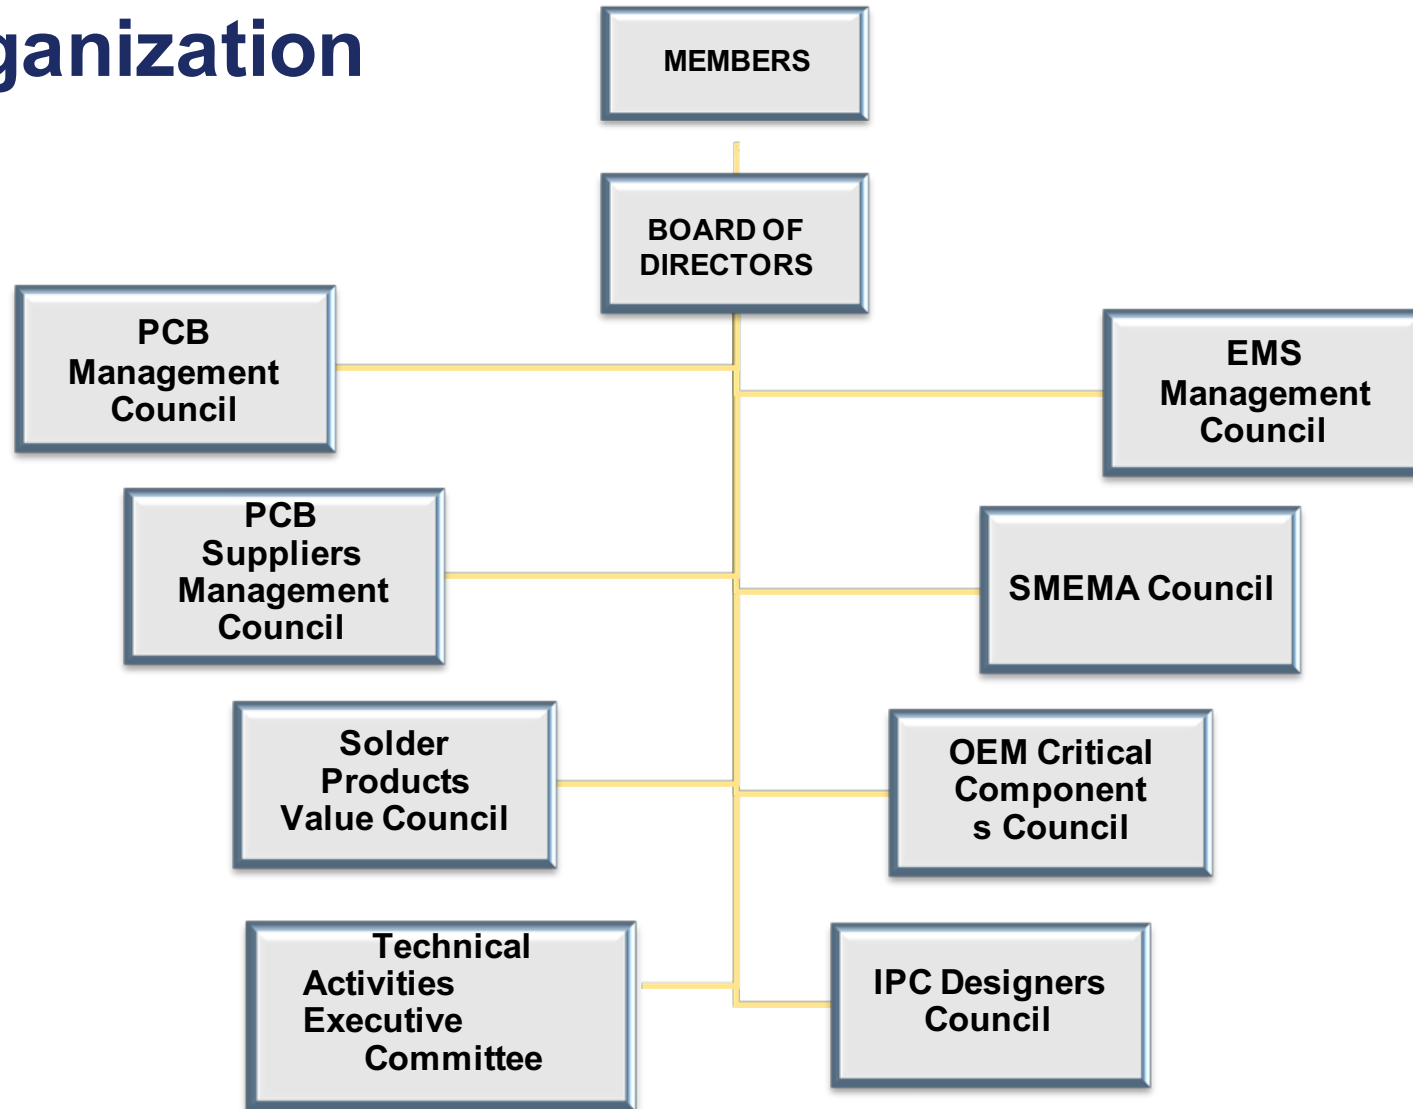 ganization
MEMBERS
BOARD OF
DIRECTORS
PCB
Management
Council
EMS
Management
Council
PCB
Suppliers
Management
Council
SMEMA Council
Solder
Products
Value Council
OEM Critical
Component
s Council
Technical
Activities
Executive
Committee
IPC Designers
Council